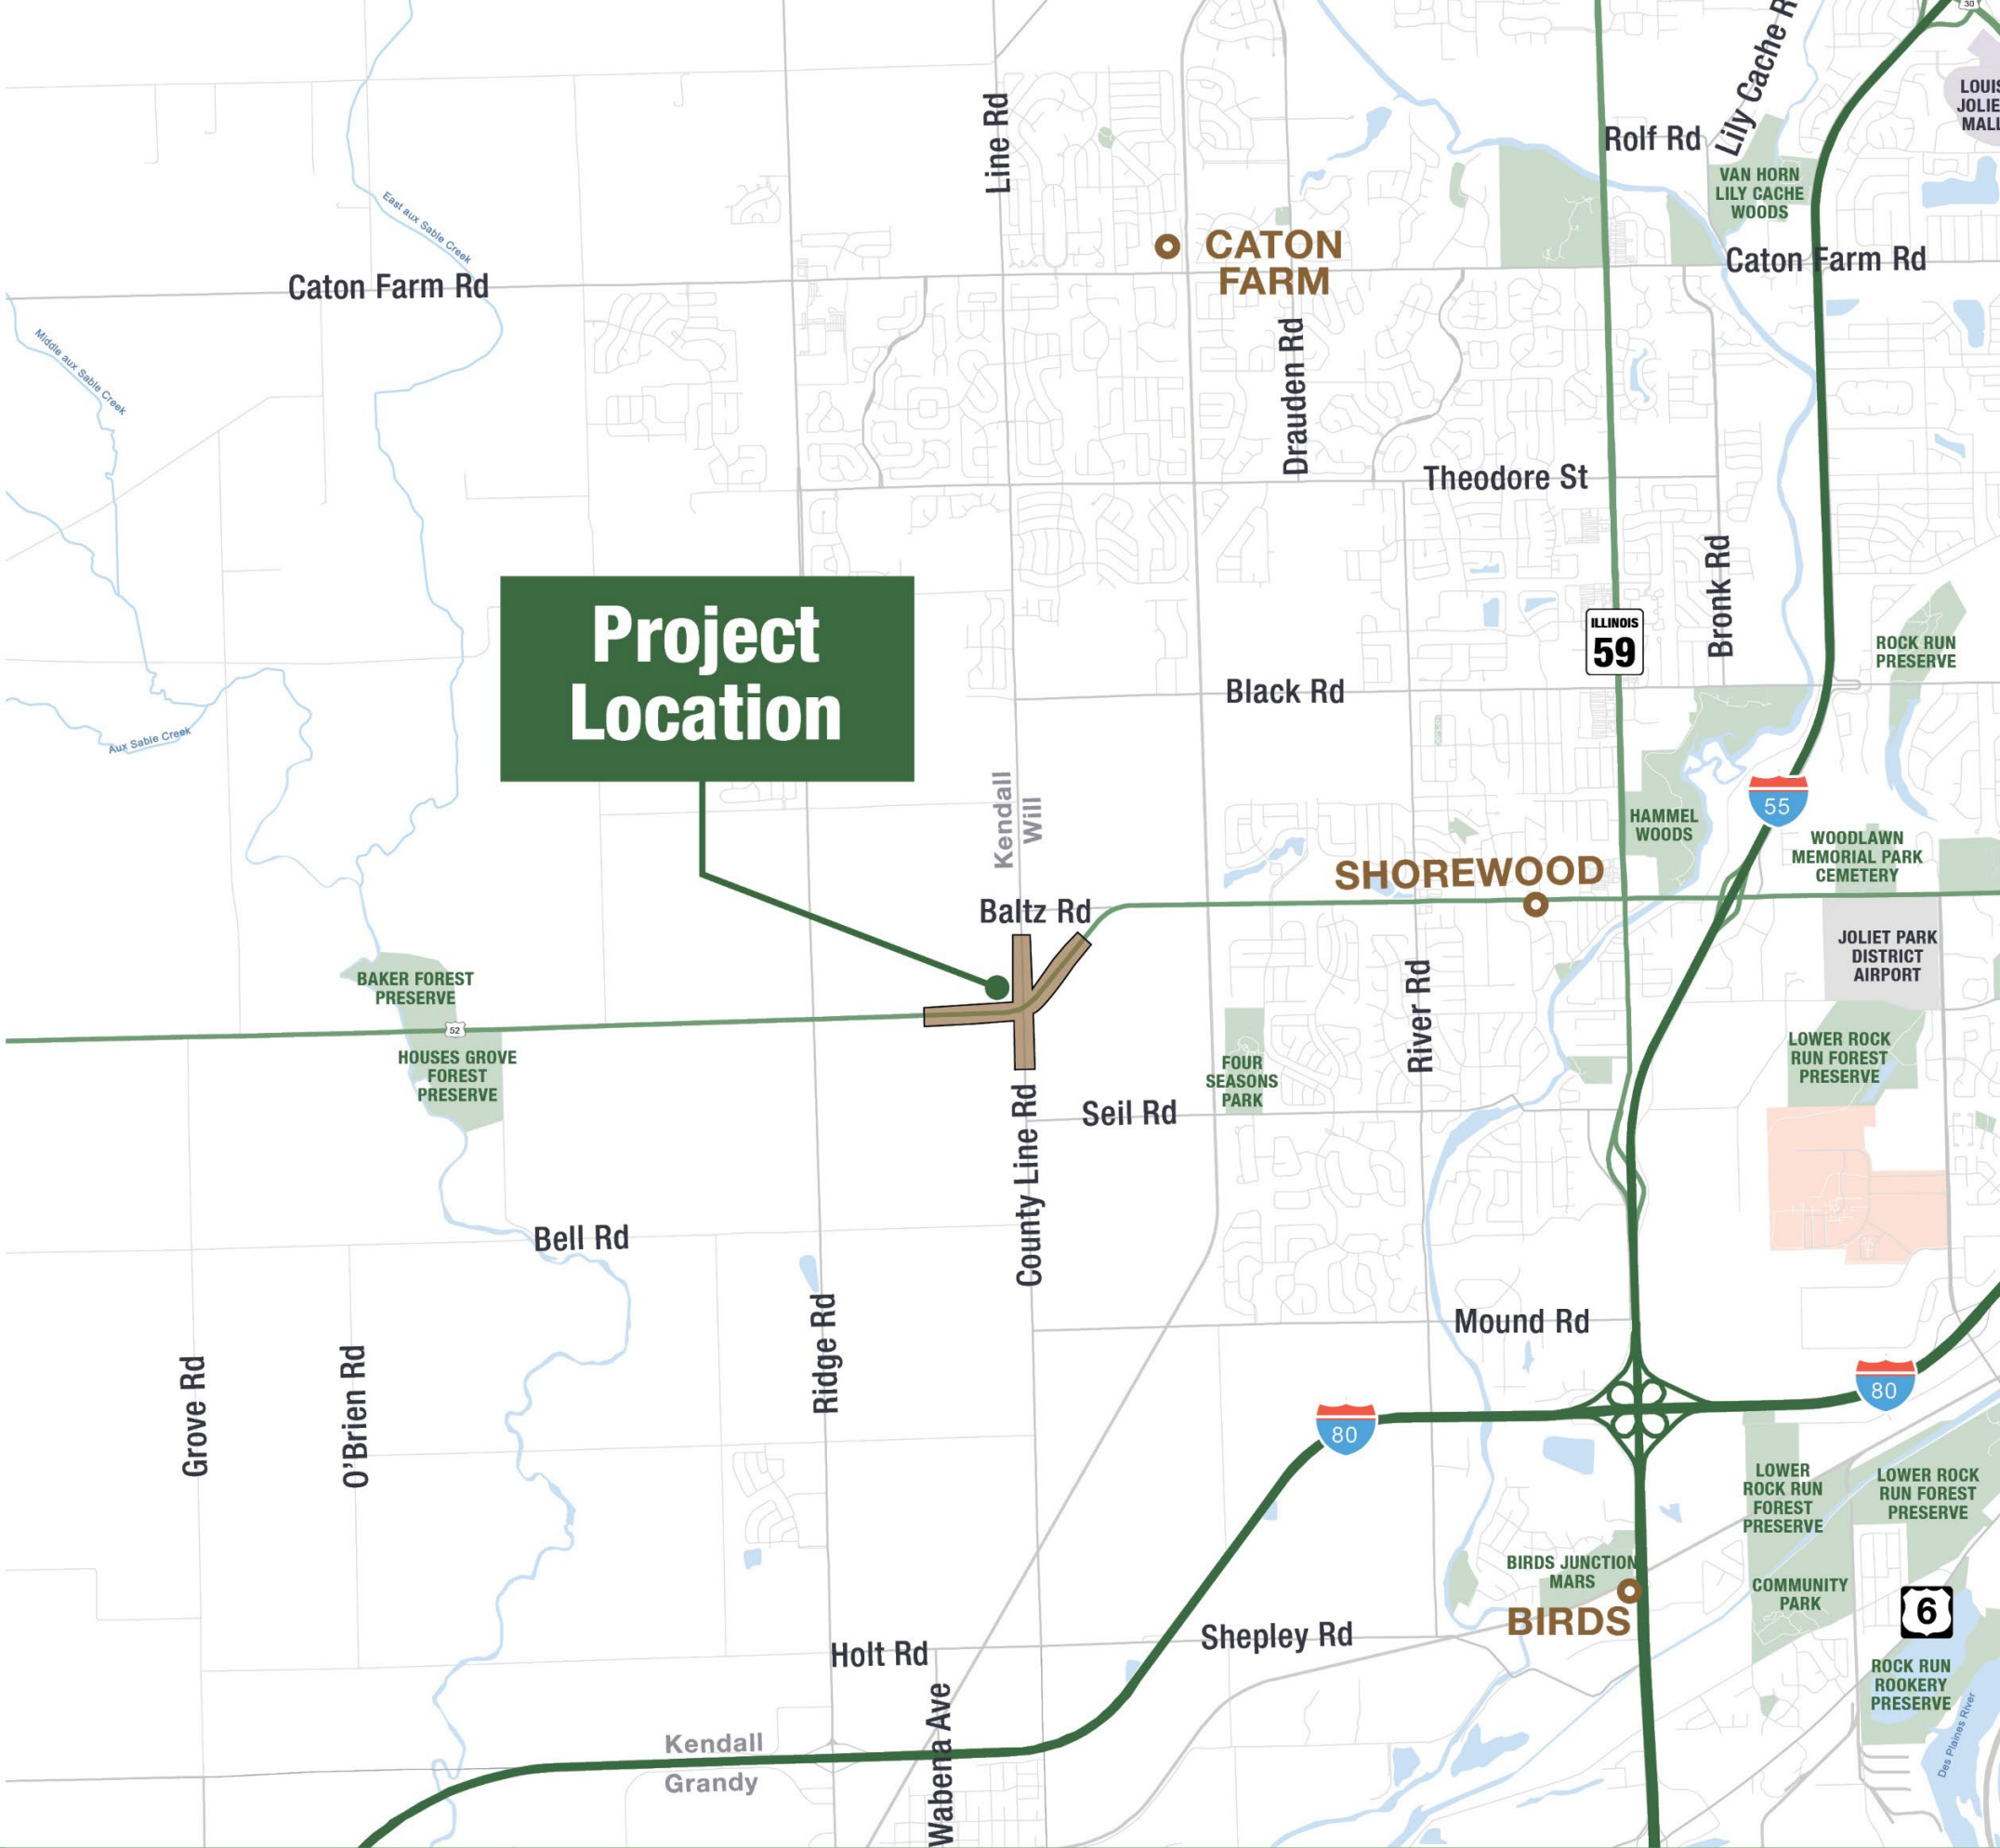 30
Lily Cache R
LOUIS
JOLIE
MALL
Line Rd
Rolf Rd
VAN HORN
LILY CACHE
WOODS
East aux Sable Creek
CATON
FARM
Caton Farm Rd
Caton Farm Rd
Middle aux Sable Creek
Drauden Rd
Theodore St
Bronk Rd
Project
Location
ILLINOIS
59
ROCK RUN
PRESERVE
Black Rd
Aux Sable Creek
Kendall
Will
55
HAMMEL
WOODS
WOODLAWN
MEMORIAL PARK
CEMETERY
SHOREWOOD
Baltz Rd
JOLIET PARK
DISTRICT
AIRPORT
BAKER FOREST
PRESERVE
52
River Rd
HOUSES GROVE
FOREST
PRESERVE
LOWER ROCK
RUN FOREST
PRESERVE
FOUR
SEASONS
PARK
County Line Rd
Seil Rd
Bell Rd
Mound Rd
Grove Rd
O'Brien Rd
Ridge Rd
80
80
LOWER
ROCK RUN
FOREST
PRESERVE
LOWER ROCK
RUN FOREST
PRESERVE
BIRDS JUNCTION
MARS
BIRDS
COMMUNITY
PARK
6
Shepley Rd
Holt Rd
ROCK RUN
ROOKERY
PRESERVE
Wabena Ave
Des Plaines River
Kendall
Grandy